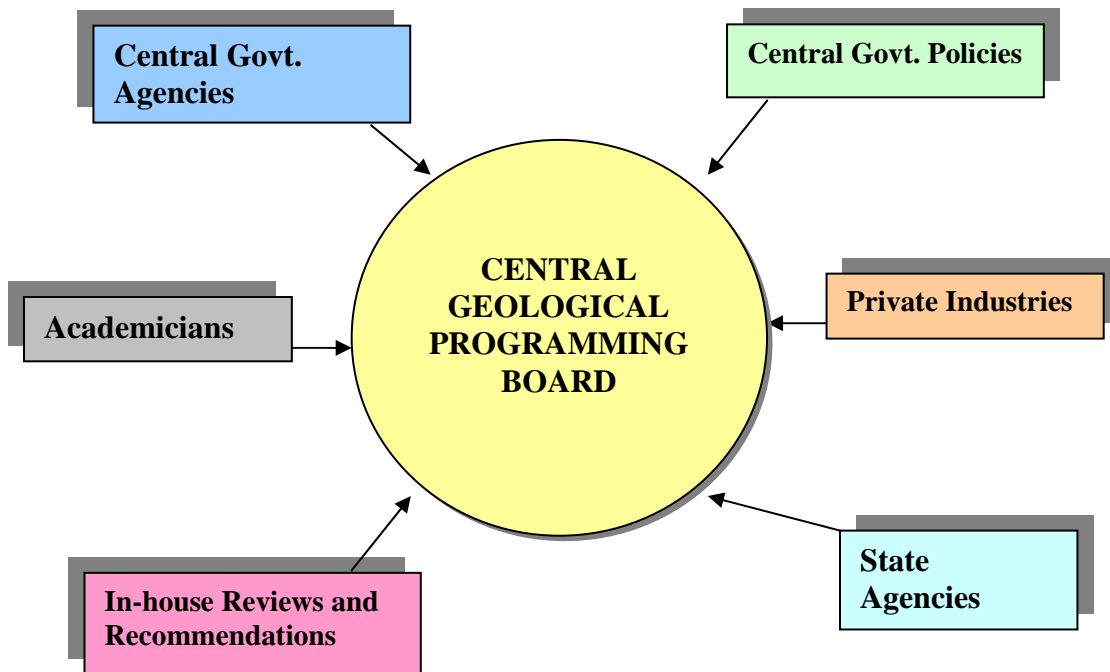 Central Govt.
Agencies
Central Govt. Policies
CENTRAL
GEOLOGICAL
PROGRAMMING
BOARD
Academicians
Private Industries
In-house Reviews and
Recommendations
State
Agencies